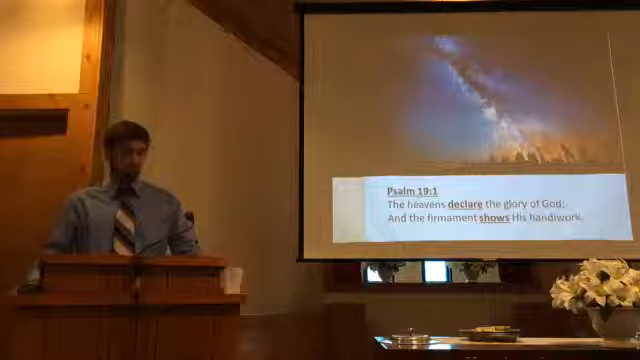 Psalm 19:1
The heavens declare the glory of God;
And the firmament shows His handiwork.